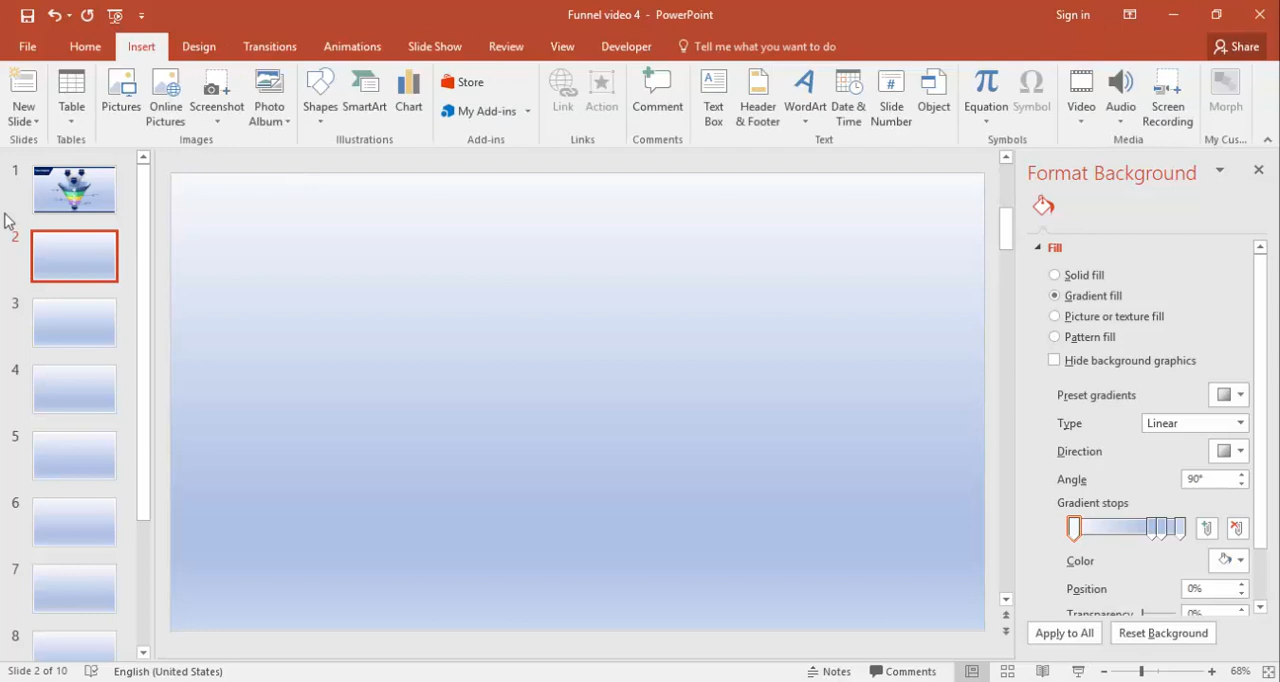 Funnel video 4 - PowerPoint
Sign in
File Home Insert Design Transitions Animations Slide Show Review View Developer Tell me what you want to do
Share
New Slide
Table
Pictures
Online Pictures
Screenshot
Photo Album
Shapes
SmartArt
Chart
Store
My Add-ins
Link
Action
Comment
Text Box
Header & Footer
WordArt
Date & Time
Slide Number
Object
Equation
Symbol
Video
Audio
Screen Recording
Morph
Slides Tables Images Illustrations Add-ins Links Comments Text Symbols Media My Cus...
1
2
3
4
5
6
7
8
Format Background
Fill
Solid fill
Gradient fill
Picture or texture fill
Pattern fill
Hide background graphics
Preset gradients
Type Linear
Direction
Angle 90°
Gradient stops
Color
Position 0%
Transparency 0%
Apply to All Reset Background
Slide 2 of 10 English (United States) Notes Comments 68%